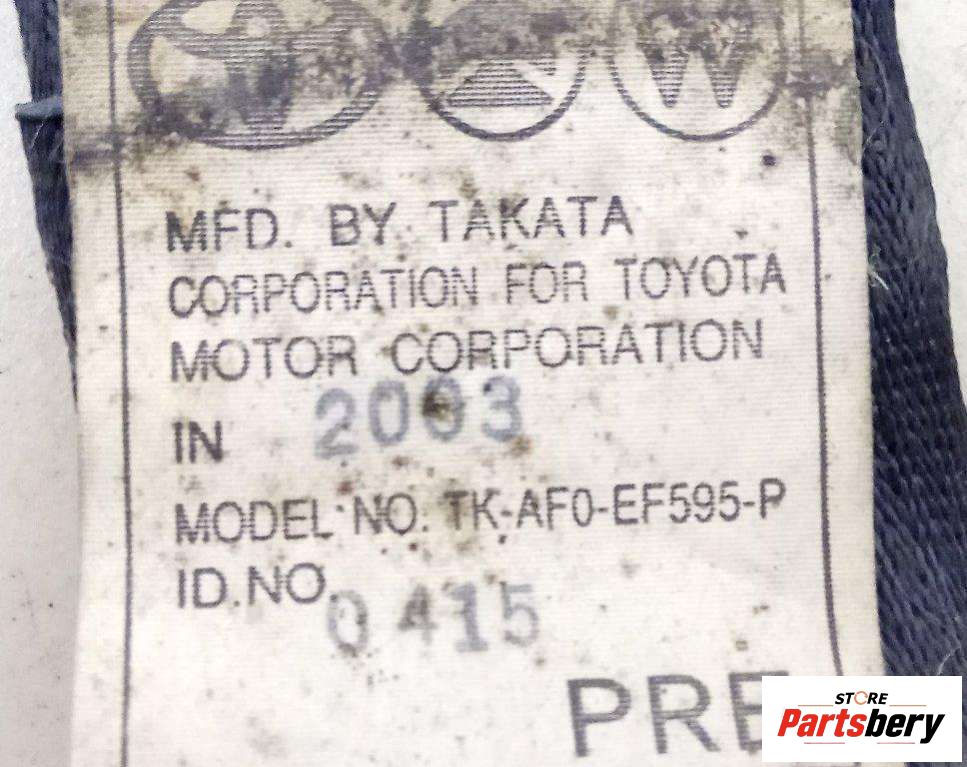 MFD. BY TAKATA
CORPORATION FOR TOYOTA
MOTOR CORPORATION
IN 2003
MODEL NO. TK-AF0-EF595-P
ID.NO. 0415
PRE
STORE
Partsbery